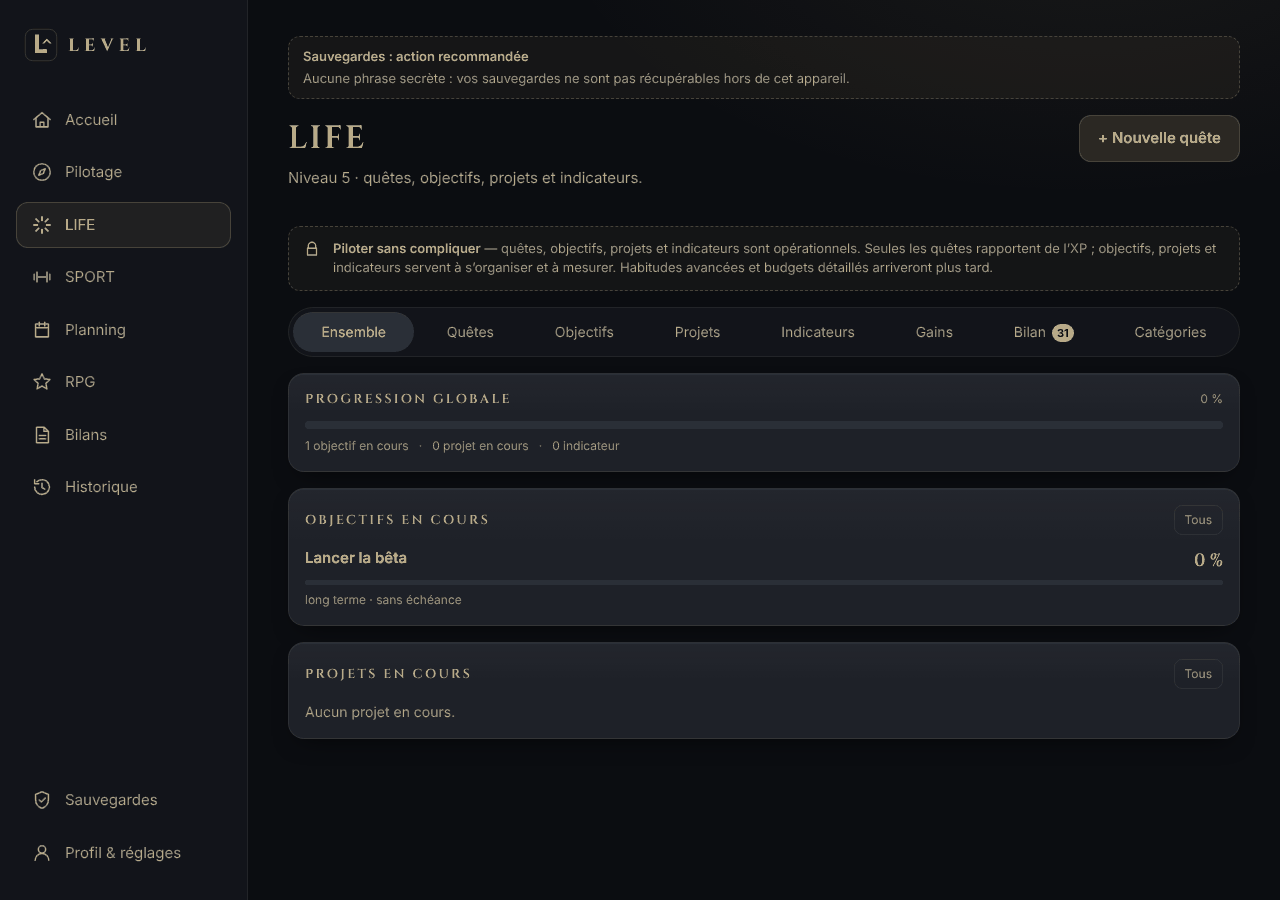 LEVEL
Accueil
Pilotage
LIFE
SPORT
Planning
RPG
Bilans
Historique
Sauvegardes
Profil & réglages
Sauvegardes : action recommandée
Aucune phrase secrète : vos sauvegardes ne sont pas récupérables hors de cet appareil.
LIFE
+ Nouvelle quête
Niveau 5 · quêtes, objectifs, projets et indicateurs.
Piloter sans compliquer — quêtes, objectifs, projets et indicateurs sont opérationnels. Seules les quêtes rapportent de l’XP ; objectifs, projets et
indicateurs servent à s’organiser et à mesurer. Habitudes avancées et budgets détaillés arriveront plus tard.
Ensemble Quêtes Objectifs Projets Indicateurs Gains Bilan 31 Catégories
PROGRESSION GLOBALE 0 %
1 objectif en cours · 0 projet en cours · 0 indicateur
OBJECTIFS EN COURS Tous
Lancer la bêta 0 %
long terme · sans échéance
PROJETS EN COURS Tous
Aucun projet en cours.